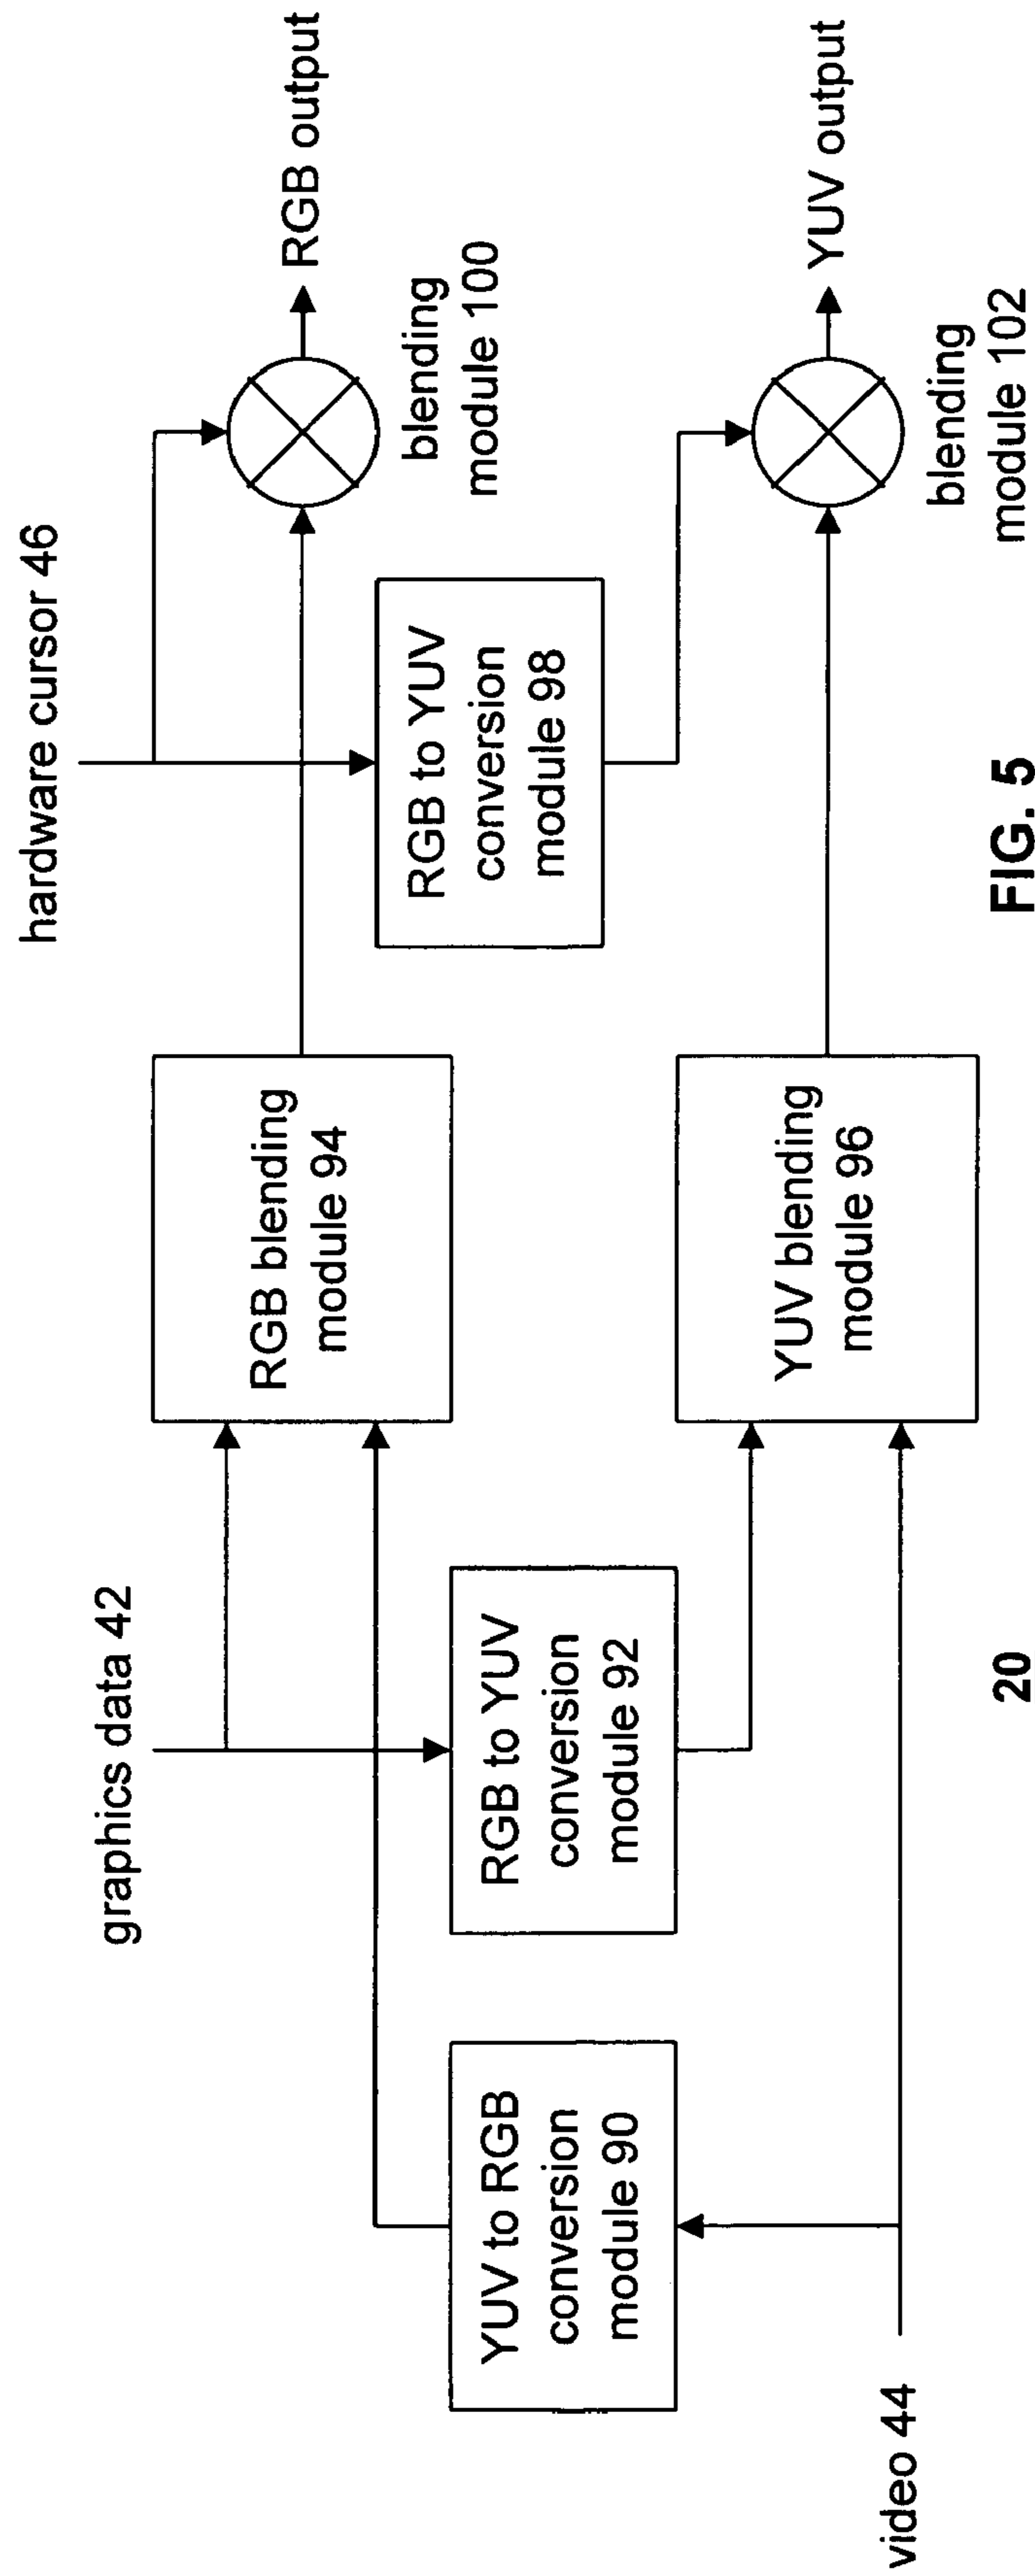 hardware cursor 46
graphics data 42
RGB output
RGB blending
module 94
blending
module 100
YUV to RGB
conversion
module 90
RGB to YUV
conversion
module 92
RGB to YUV
conversion
module 98
YUV output
YUV blending
module 96
video 44
blending
module 102
20
FIG. 5